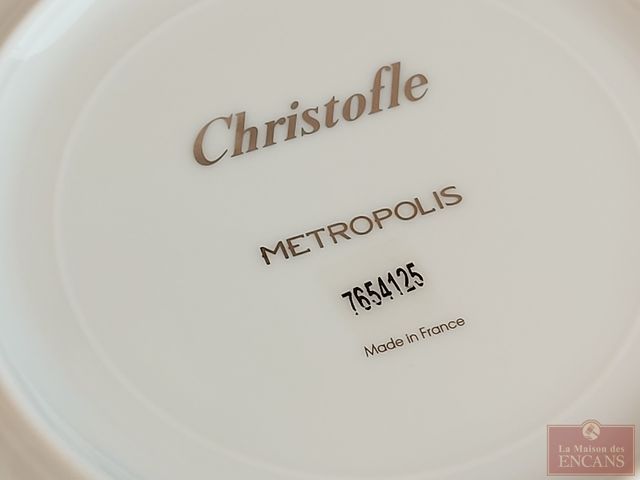 Christofle
METROPOLIS
7654125
Made in France
La Maison des
ENCANS